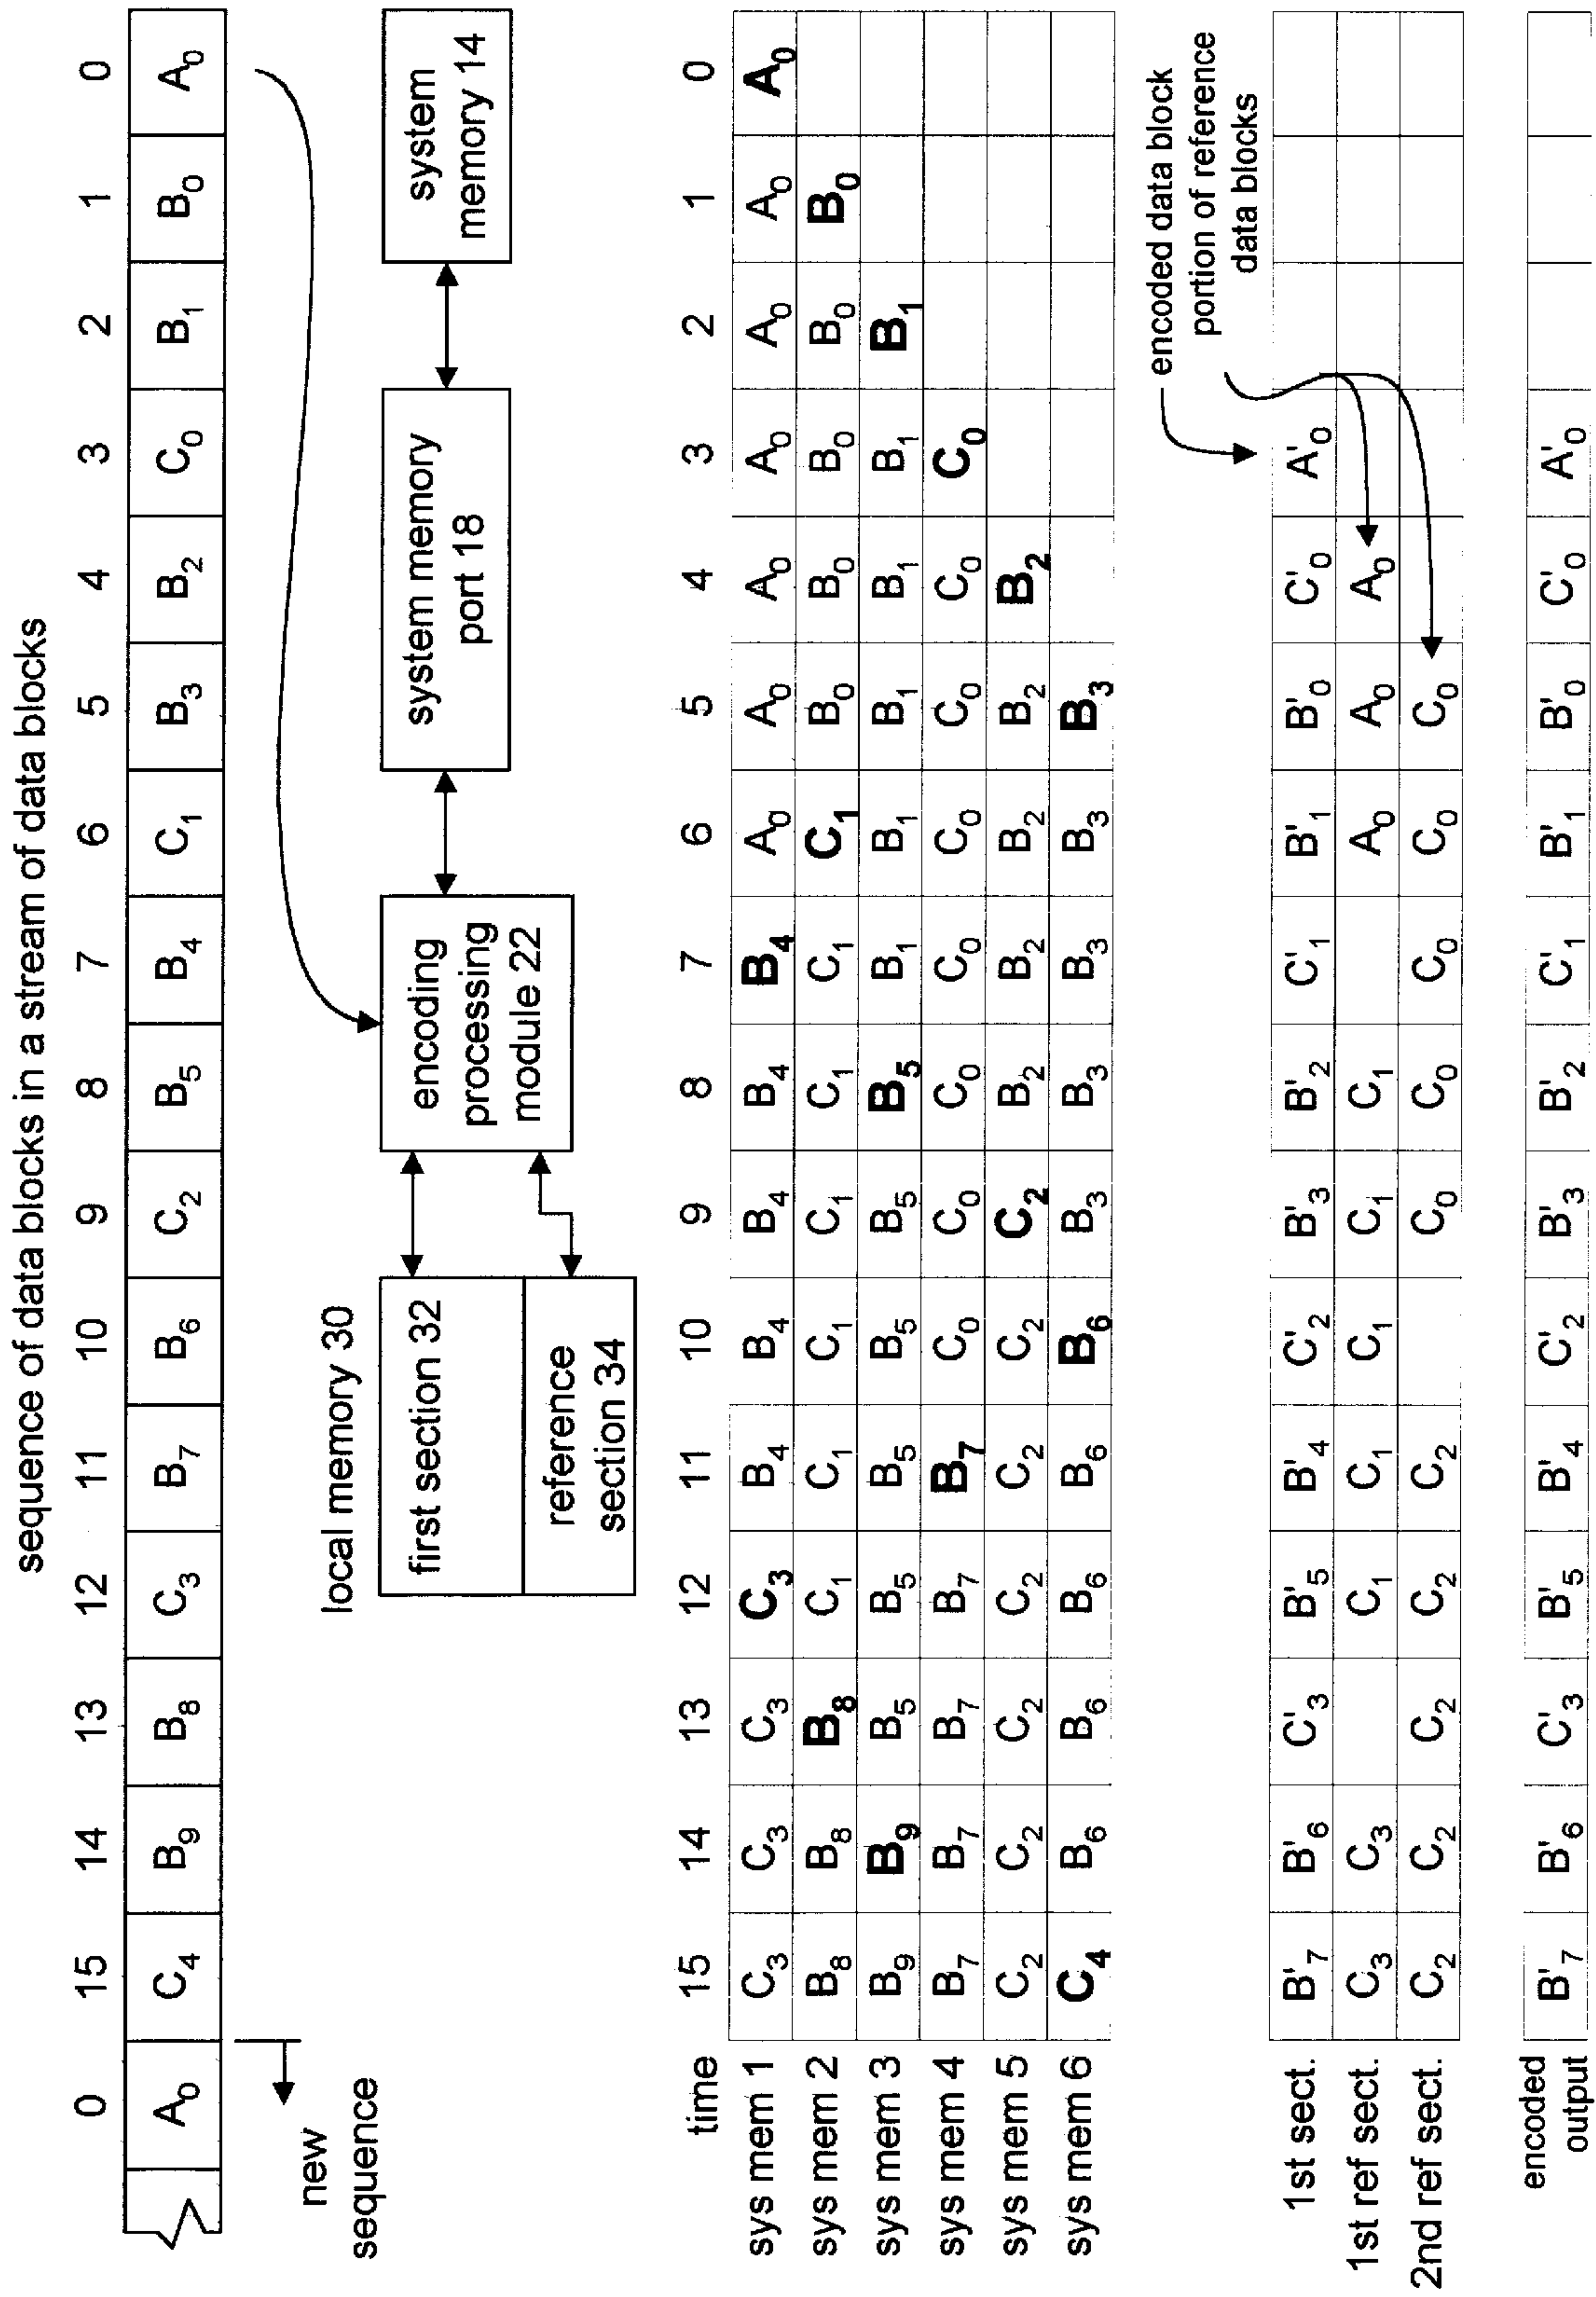 sequence of data blocks in a stream of data blocks
0 15 14 13 12 11 10 9 8 7 6 5 4 3 2 1 0
A0 C4 B9 B8 C3 B7 B6 C2 B5 B4 C1 B3 B2 C0 B1 B0 A0
new
sequence
local memory 30
first section 32
reference
section 34
encoding
processing
module 22
system memory
port 18
system
memory 14
time 15 14 13 12 11 10 9 8 7 6 5 4 3 2 1 0
sys mem 1 C3 C3 C3 C3 B4 B4 B4 B4 B4 A0 A0 A0 A0 A0 A0 A0
sys mem 2 B8 B8 B8 C1 C1 C1 C1 C1 C1 C1 B0 B0 B0 B0 B0
sys mem 3 B9 B9 B5 B5 B5 B5 B5 B5 B1 B1 B1 B1 B1 B1
sys mem 4 B7 B7 B7 B7 B7 C0 C0 C0 C0 C0 C0 C0 C0
sys mem 5 C2 C2 C2 C2 C2 C2 C2 B2 B2 B2 B2 B2
sys mem 6 C4 B6 B6 B6 B6 B6 B3 B3 B3 B3 B3
encoded data block
portion of reference
data blocks
1st sect. B'7 B'6 C'3 B'5 B'4 C'2 B'3 B'2 C'1 B'1 B'0 C'0 A'0
1st ref sect. C3 C3 C1 C1 C1 C1 C1 A0 A0 A0
2nd ref sect. C2 C2 C2 C2 C2 C0 C0 C0 C0 C0
encoded
output B'7 B'6 C'3 B'5 B'4 C'2 B'3 B'2 C'1 B'1 B'0 C'0 A'0